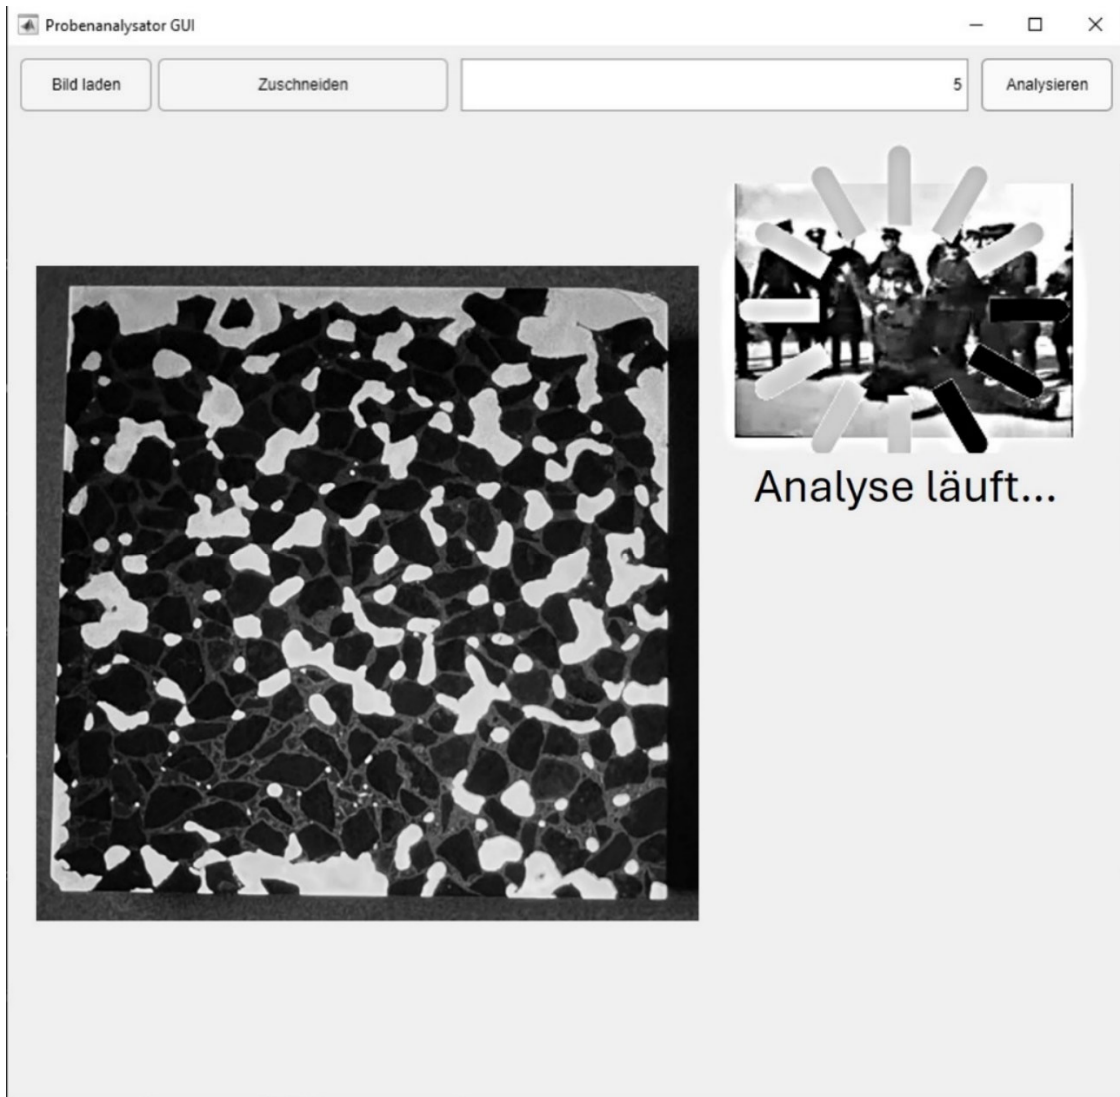 Probenanalysator GUI
Bild laden
Zuschneiden
5
Analysieren
Analyse läuft...